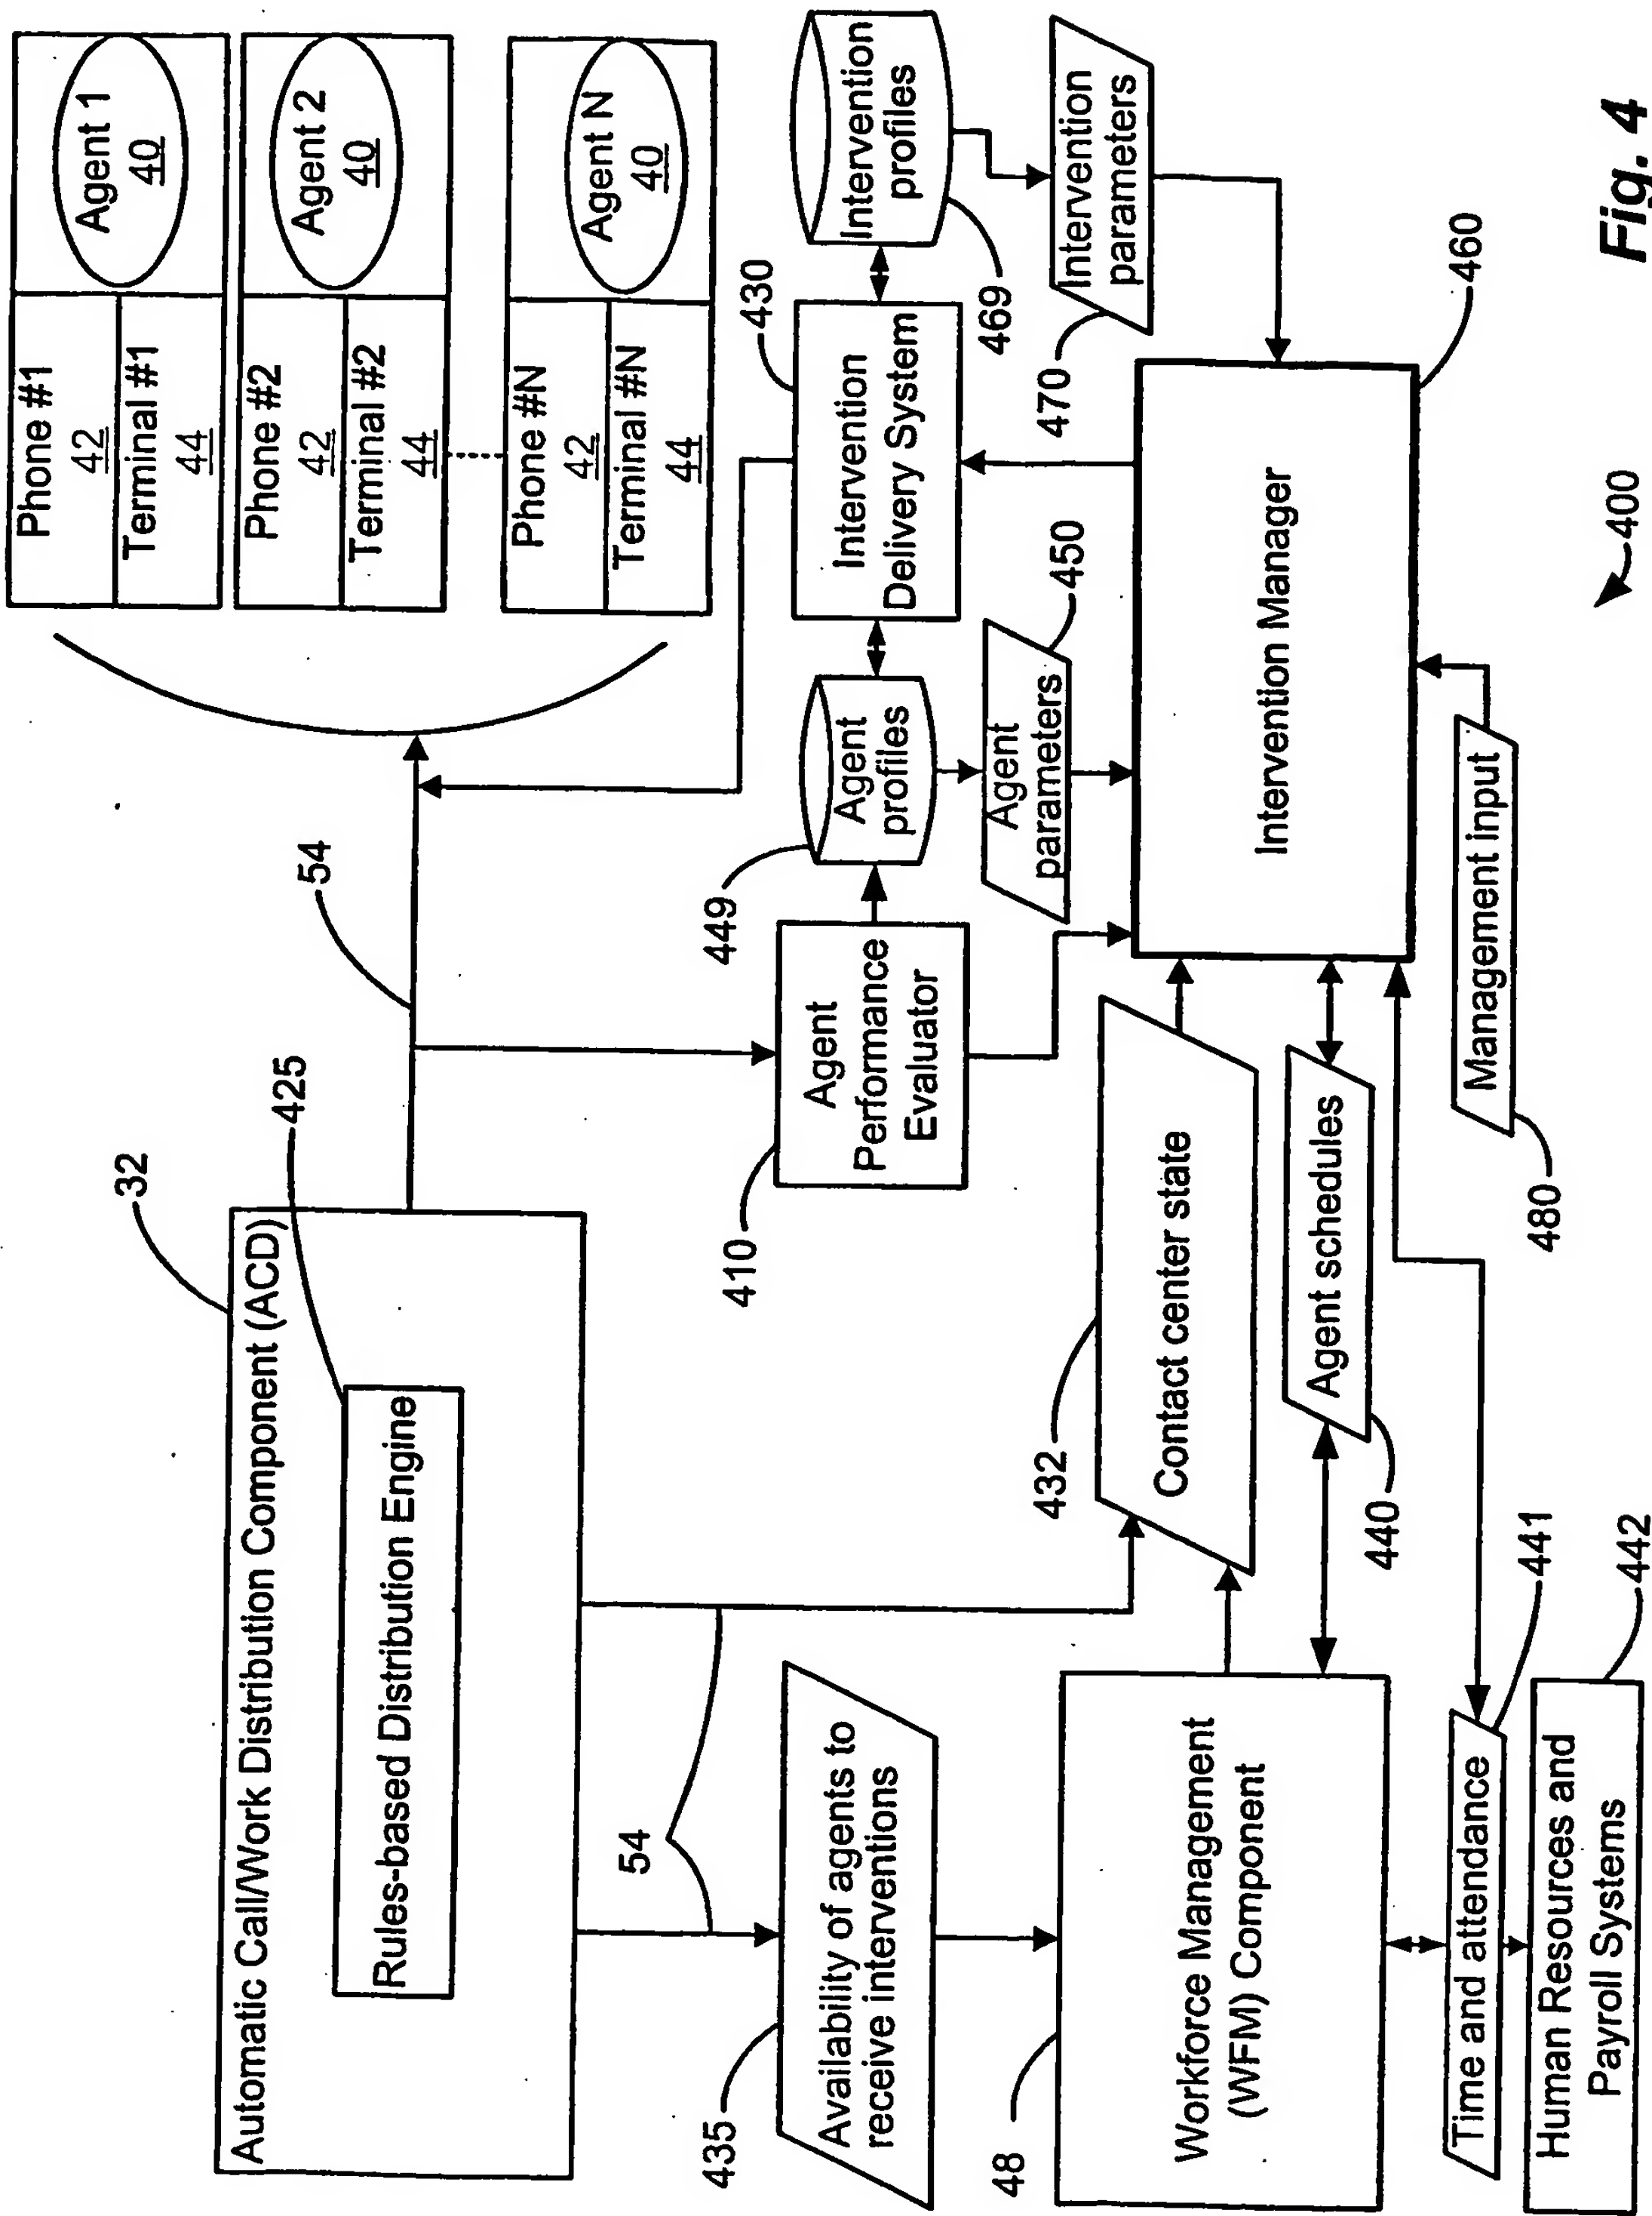 Automatic Call/Work Distribution Component (ACD)
32
Rules-based Distribution Engine
425
54
Phone #1
42
Terminal #1
44
Agent 1
40
Phone #2
42
Terminal #2
44
Agent 2
40
Phone #N
42
Terminal #N
44
Agent N
40
54
435
Availability of agents to
receive interventions
410
Agent
Performance
Evaluator
449
Agent
profiles
430
Intervention
Delivery System
Intervention
profiles
469
Agent
parameters
450
470
Intervention
parameters
48
Workforce Management
(WFM) Component
432
Contact center state
Agent schedules
440
Intervention Manager
460
Time and attendance
441
Human Resources and
Payroll Systems
442
Management input
480
400
Fig. 4